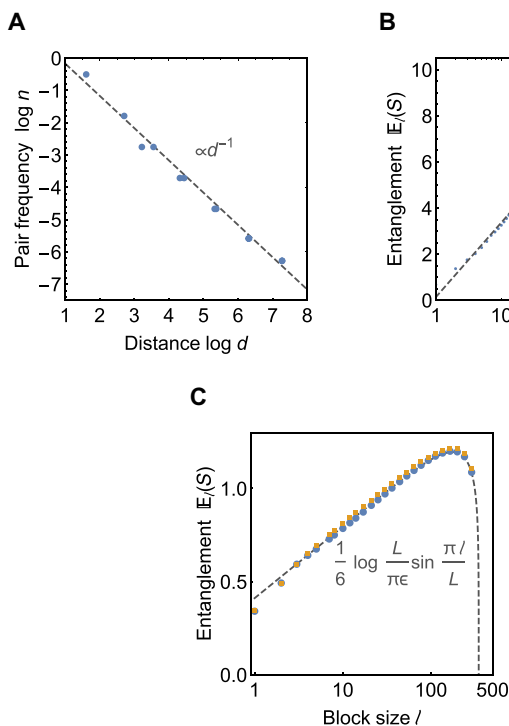 A
B
Pair frequency log n
0
−1
−2
−3
−4
−5
−6
−7
∝d⁻¹
1 2 3 4 5 6 7 8
Distance log d
Entanglement 𝔼ₗ(S)
10
8
6
4
2
0
1 10
C
Entanglement 𝔼ₗ(S)
1.0
0.5
0.0
1/6 log L/πϵ sin πl/L
1 10 100 500
Block size l